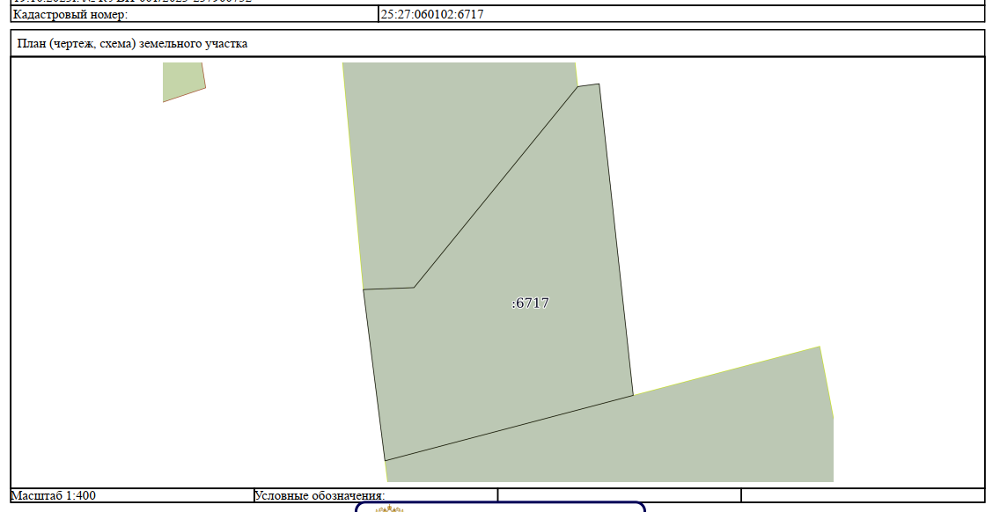 Кадастровый номер: 25:27:060102:6717
План (чертеж, схема) земельного участка
:6717
Масштаб 1:400 Условные обозначения: